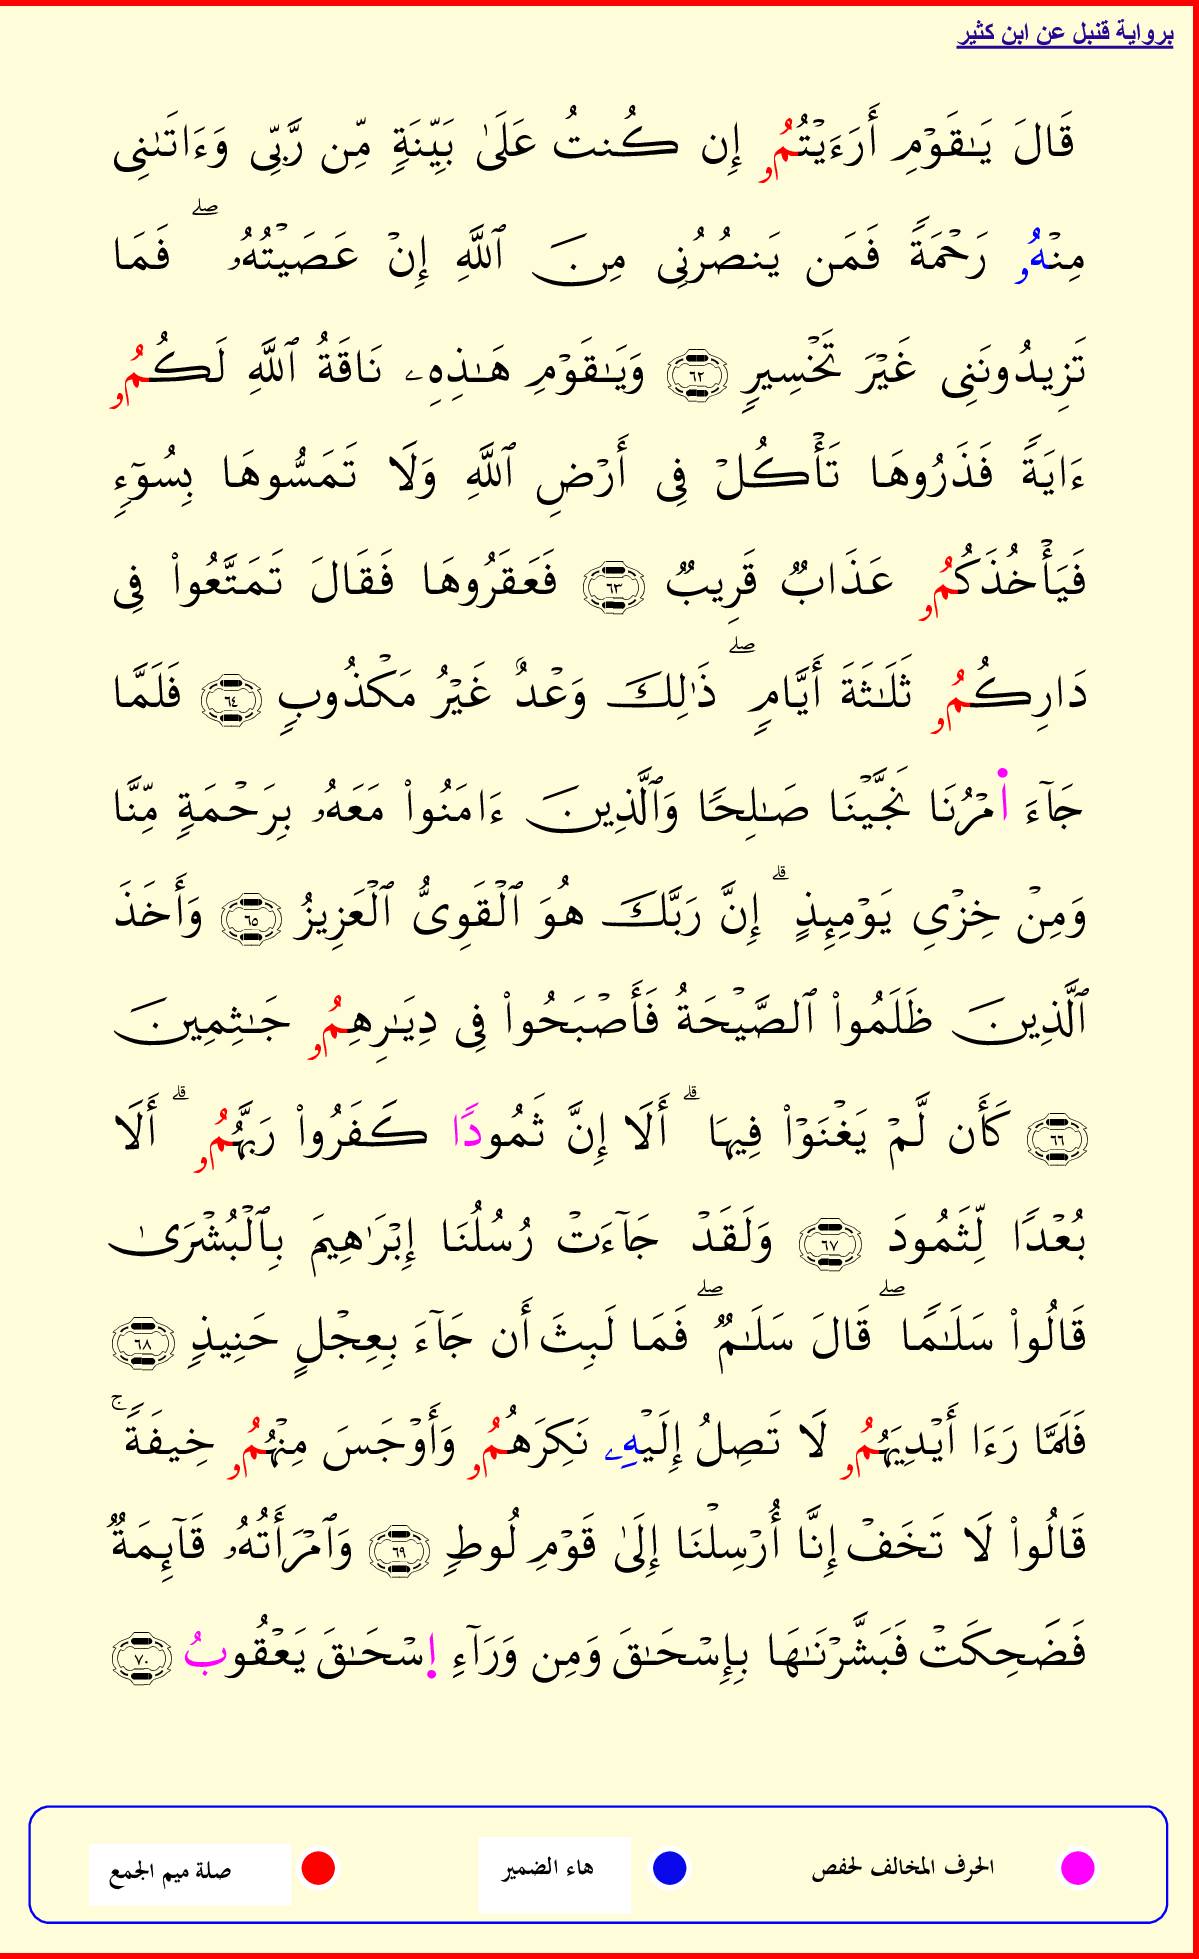 برواية قنبل عن ابن كثير
قَالَ يَـٰقَوْمِ أَرَءَيْتُمُۥ إِن كُنتُ عَلَىٰ بَيِّنَةٍ مِّن رَّبِّى وَءَاتَىٰنِى
مِنْهُۥ رَحْمَةً فَمَن يَنصُرُنِى مِنَ ٱللَّهِ إِنْ عَصَيْتُهُۥ ۖ فَمَا
تَزِيدُونَنِى غَيْرَ تَخْسِيرٍ ٦٢ وَيَـٰقَوْمِ هَـٰذِهِۦ نَاقَةُ ٱللَّهِ لَكُمُۥ
ءَايَةً فَذَرُوهَا تَأْكُلْ فِى أَرْضِ ٱللَّهِ وَلَا تَمَسُّوهَا بِسُوٓءٍ
فَيَأْخُذَكُمُۥ عَذَابٌ قَرِيبٌ ٦٣ فَعَقَرُوهَا فَقَالَ تَمَتَّعُوا۟ فِى
دَارِكُمُۥ ثَلَـٰثَةَ أَيَّامٍ ۖ ذَٰلِكَ وَعْدٌ غَيْرُ مَكْذُوبٍ ٦٤ فَلَمَّا
جَآءَ ا۬مْرُنَا نَجَّيْنَا صَـٰلِحًا وَٱلَّذِينَ ءَامَنُوا۟ مَعَهُۥ بِرَحْمَةٍ مِّنَّا
وَمِنْ خِزْىِ يَوْمِئِذٍ ۗ إِنَّ رَبَّكَ هُوَ ٱلْقَوِىُّ ٱلْعَزِيزُ ٦٥ وَأَخَذَ
ٱلَّذِينَ ظَلَمُوا۟ ٱلصَّيْحَةُ فَأَصْبَحُوا۟ فِى دِيَـٰرِهِمُۥ جَـٰثِمِينَ
٦٦ كَأَن لَّمْ يَغْنَوْا۟ فِيهَا ۗ أَلَا إِنَّ ثَمُودًا كَفَرُوا۟ رَبَّهُمُۥ ۗ أَلَا
بُعْدًا لِّثَمُودَ ٦٧ وَلَقَدْ جَآءَتْ رُسُلُنَا إِبْرَٰهِيمَ بِٱلْبُشْرَىٰ
قَالُوا۟ سَلَـٰمًا ۖ قَالَ سَلَـٰمٌ ۖ فَمَا لَبِثَ أَن جَآءَ بِعِجْلٍ حَنِيذٍ ٦٨
فَلَمَّا رَءَا أَيْدِيَهُمُۥ لَا تَصِلُ إِلَيْهِۦ نَكِرَهُمُۥ وَأَوْجَسَ مِنْهُمُۥ خِيفَةً ۚ
قَالُوا۟ لَا تَخَفْ إِنَّا أُرْسِلْنَا إِلَىٰ قَوْمِ لُوطٍ ٦٩ وَٱمْرَأَتُهُۥ قَآئِمَةٌ
فَضَحِكَتْ فَبَشَّرْنَـٰهَا بِإِسْحَـٰقَ وَمِن وَرَآءِ ا۪سْحَـٰقَ يَعْقُوبُ ٧٠
الحرف المخالف لحفص
هاء الضمير
صلة ميم الجمع